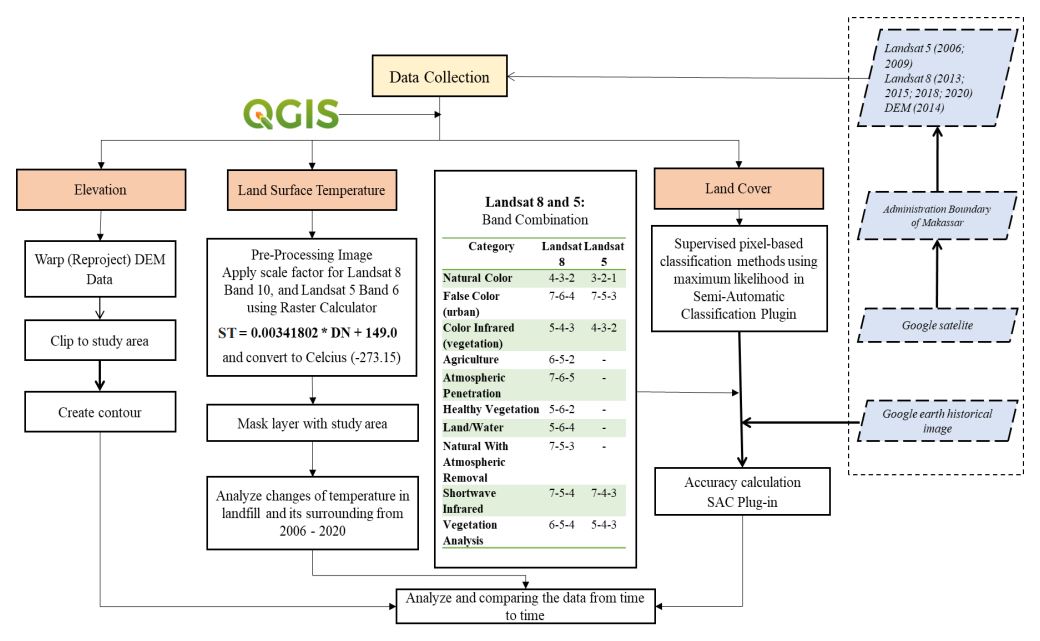 Data Collection
QGIS
Landsat 5 (2006;
2009)
Landsat 8 (2013;
2015; 2018; 2020)
DEM (2014)
Administration Boundary
of Makassar
Google satelite
Google earth historical
image
Elevation
Warp (Reproject) DEM
Data
Clip to study area
Create contour
Land Surface Temperature
Pre-Processing Image
Apply scale factor for Landsat 8
Band 10, and Landsat 5 Band 6
using Raster Calculator
ST = 0.00341802 * DN + 149.0
and convert to Celcius (-273.15)
Mask layer with study area
Analyze changes of temperature in
landfill and its surrounding from
2006 - 2020
Landsat 8 and 5:
Band Combination
Category Landsat Landsat
8 5
Natural Color 4-3-2 3-2-1
False Color 7-6-4 7-5-3
(urban)
Color Infrared 5-4-3 4-3-2
(vegetation)
Agriculture 6-5-2 -
Atmospheric 7-6-5 -
Penetration
Healthy Vegetation 5-6-2 -
Land/Water 5-6-4 -
Natural With 7-5-3 -
Atmospheric
Removal
Shortwave 7-5-4 7-4-3
Infrared
Vegetation 6-5-4 5-4-3
Analysis
Land Cover
Supervised pixel-based
classification methods using
maximum likelihood in
Semi-Automatic
Classification Plugin
Accuracy calculation
SAC Plug-in
Analyze and comparing the data from time
to time